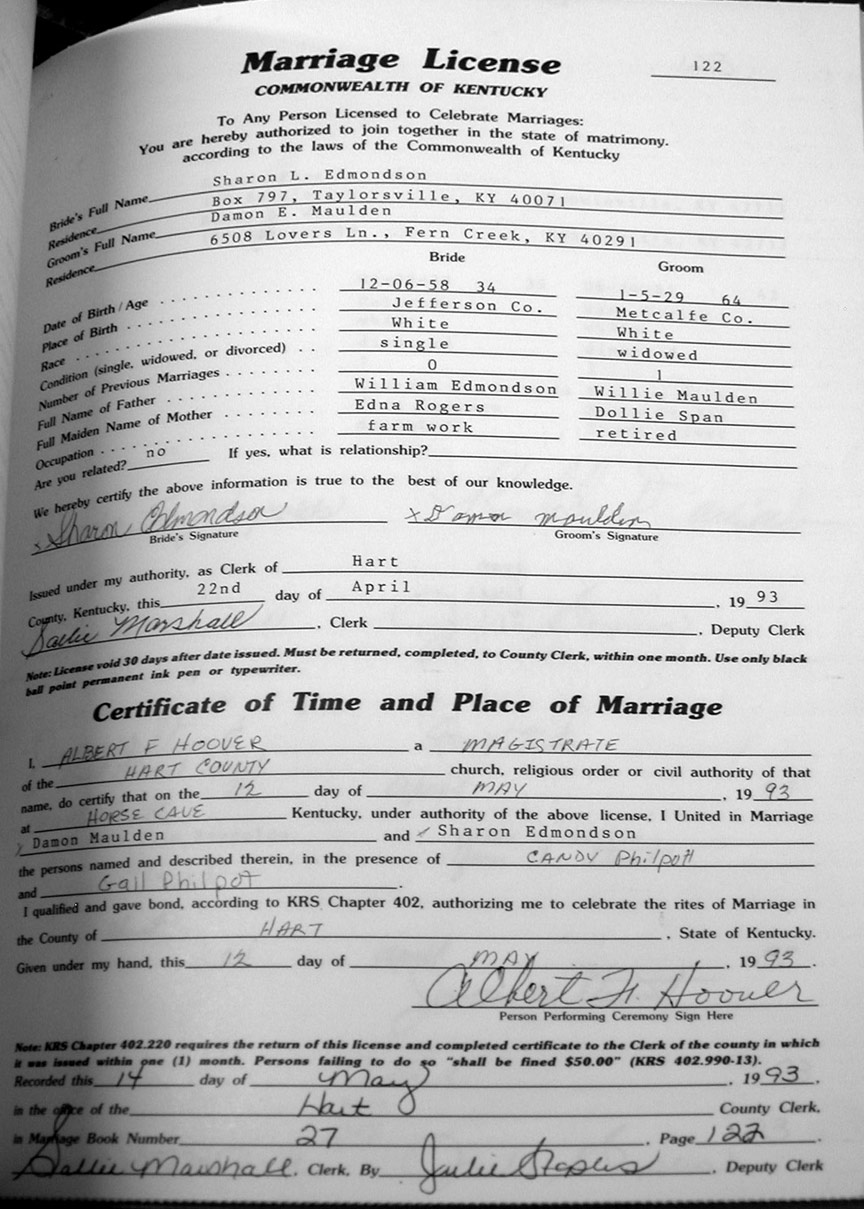 Marriage License
122
COMMONWEALTH OF KENTUCKY
To Any Person Licensed to Celebrate Marriages:
You are hereby authorized to join together in the state of matrimony.
according to the laws of the Commonwealth of Kentucky
Bride's Full Name Sharon L. Edmondson
Residence Box 797, Taylorsville, KY 40071
Groom's Full Name Damon E. Maulden
Residence 6508 Lovers Ln., Fern Creek, KY 40291
Bride Groom
Date of Birth / Age 12-06-58 34 1-5-29 64
Place of Birth Jefferson Co. Metcalfe Co.
Race White White
Condition (single, widowed, or divorced) single widowed
Number of Previous Marriages 0 1
Full Name of Father William Edmondson Willie Maulden
Full Maiden Name of Mother Edna Rogers Dollie Span
Occupation farm work retired
Are you related? no If yes, what is relationship?
We hereby certify the above information is true to the best of our knowledge.
x Sharon Edmondson x Damon Maulden
Bride's Signature Groom's Signature
Issued under my authority, as Clerk of Hart
County, Kentucky, this 22nd day of April , 19 93
Sallie Marshall , Clerk , Deputy Clerk
Note: License void 30 days after date issued. Must be returned, completed, to County Clerk, within one month. Use only black
ball point permanent ink pen or typewriter.
Certificate of Time and Place of Marriage
I, ALBERT F HOOVER a MAGISTRATE
of the HART COUNTY church, religious order or civil authority of that
name, do certify that on the 12 day of MAY , 19 93
at HORSE CAVE Kentucky, under authority of the above license, I United in Marriage
Damon Maulden and Sharon Edmondson
the persons named and described therein, in the presence of CANDY Philpott
and Gail Philpot .
I qualified and gave bond, according to KRS Chapter 402, authorizing me to celebrate the rites of Marriage in
the County of HART , State of Kentucky.
Given under my hand, this 12 day of MAY , 19 93 .
Albert F. Hoover
Person Performing Ceremony Sign Here
Note: KRS Chapter 402.220 requires the return of this license and completed certificate to the Clerk of the county in which
it was issued within one (1) month. Persons failing to do so "shall be fined $50.00" (KRS 402.990-13).
Recorded this 14 day of May , 19 93 .
in the office of the Hart County Clerk,
in Marriage Book Number 27 , Page 122 .
Sallie Marshall , Clerk, By Julie Staples , Deputy Clerk